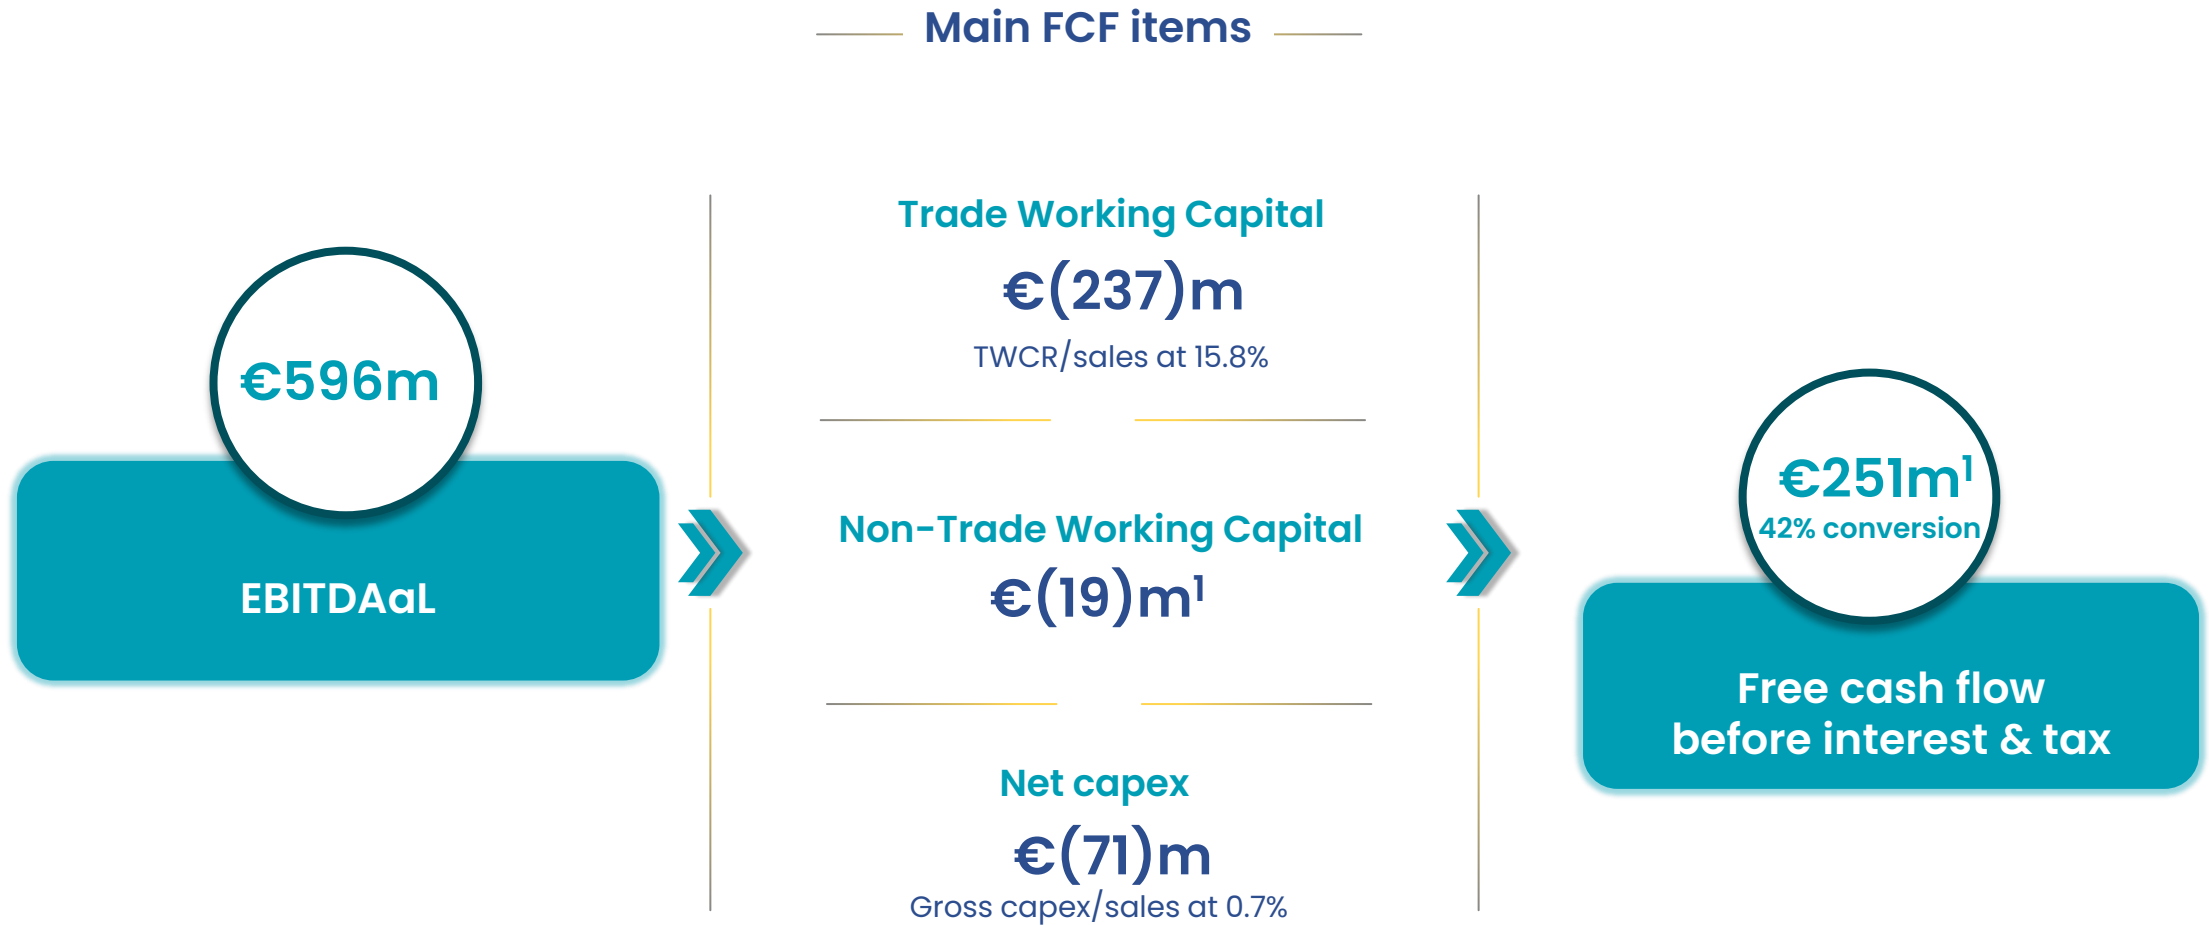 Main FCF items
€596m
EBITDAaL
Trade Working Capital
€(237)m
TWCR/sales at 15.8%
Non-Trade Working Capital
€(19)m¹
Net capex
€(71)m
Gross capex/sales at 0.7%
€251m¹
42% conversion
Free cash flow
before interest & tax